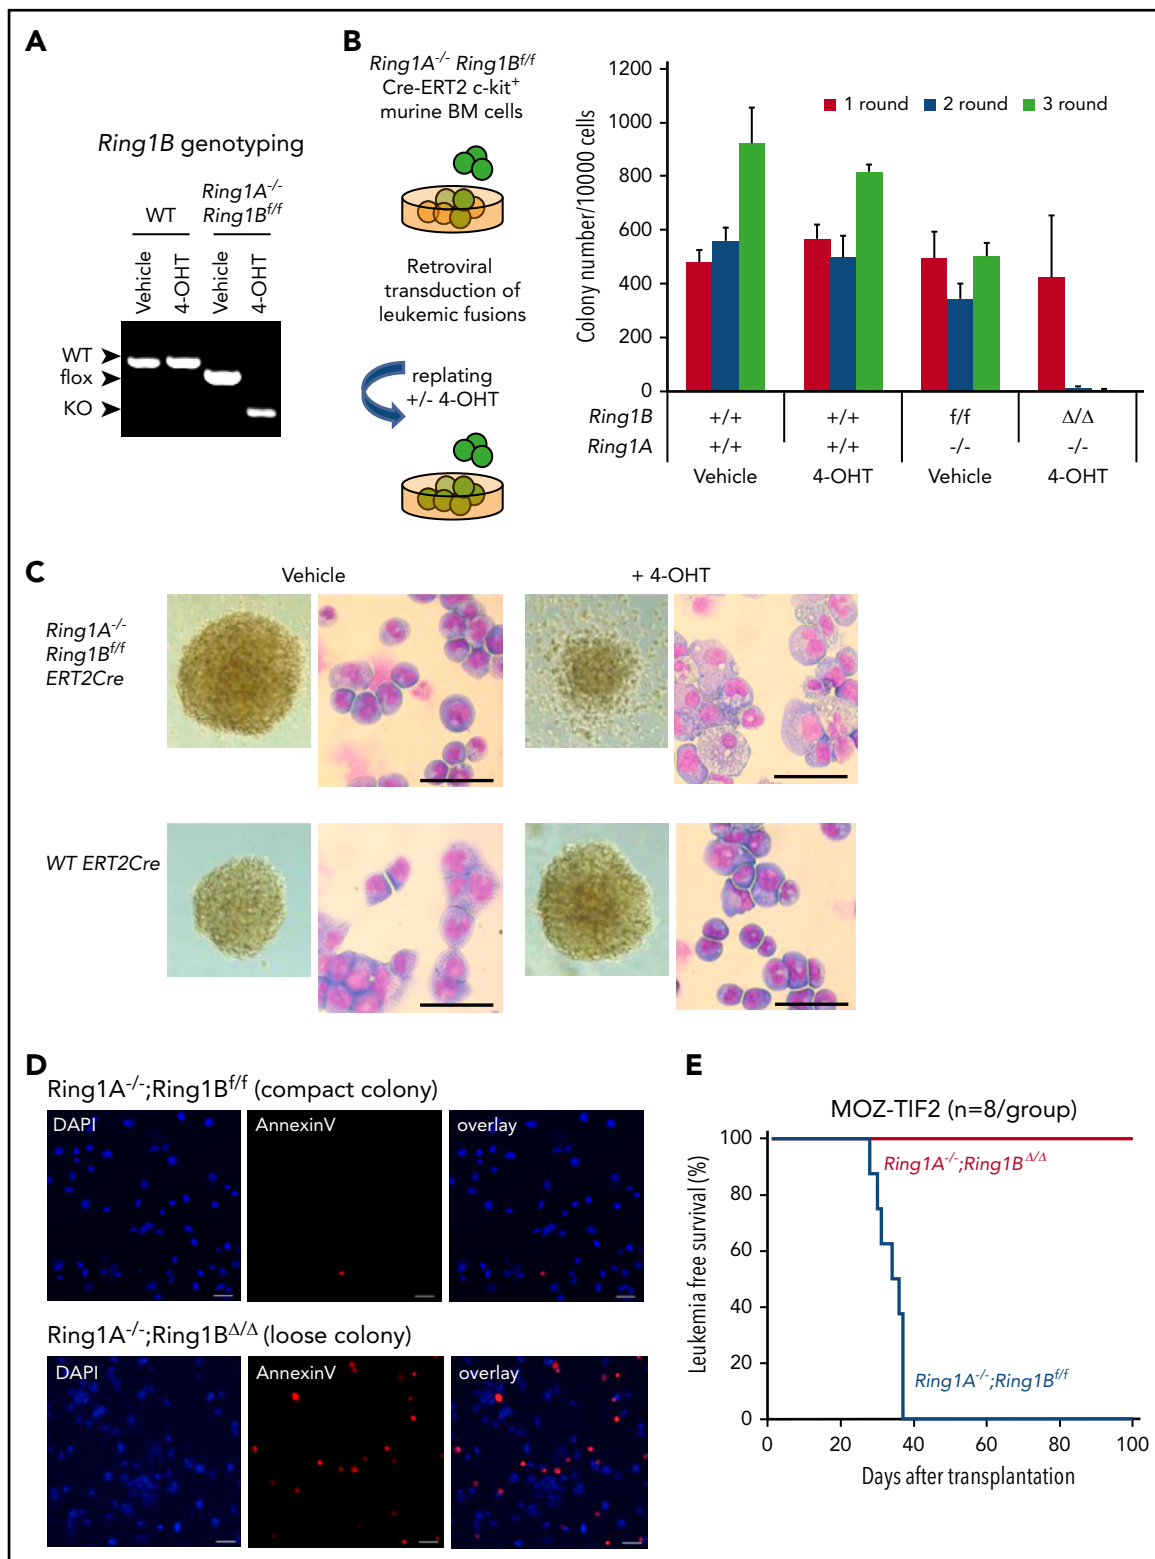 A
Ring1B genotyping
WT
Ring1A-/-
Ring1Bf/f
Vehicle
4-OHT
Vehicle
4-OHT
WT
flox
KO
B
Ring1A-/- Ring1Bf/f
Cre-ERT2 c-kit+
murine BM cells
Retroviral
transduction of
leukemic fusions
replating
+/- 4-OHT
Colony number/10000 cells
1200
1000
800
600
400
200
0
1 round
2 round
3 round
Ring1B +/+ +/+ f/f Δ/Δ
Ring1A +/+ +/+ -/- -/-
Vehicle 4-OHT Vehicle 4-OHT
C
Vehicle
+ 4-OHT
Ring1A-/-
Ring1Bf/f
ERT2Cre
WT ERT2Cre
D
Ring1A-/-;Ring1Bf/f (compact colony)
DAPI
AnnexinV
overlay
Ring1A-/-;Ring1BΔ/Δ (loose colony)
DAPI
AnnexinV
overlay
E
MOZ-TIF2 (n=8/group)
Leukemia free survival (%)
100
80
60
40
20
0
Ring1A-/-;Ring1BΔ/Δ
Ring1A-/-;Ring1Bf/f
0 20 40 60 80 100
Days after transplantation